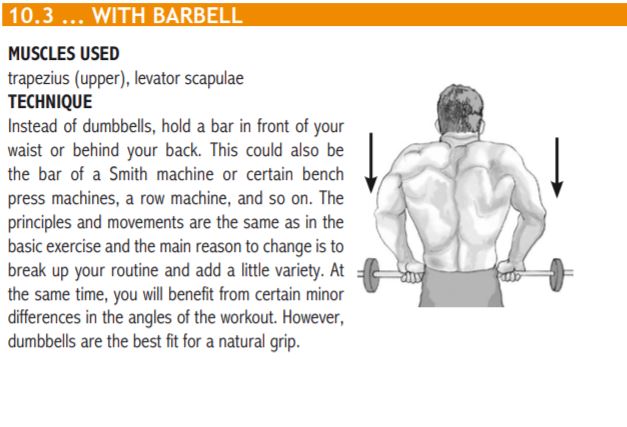 10.3 ... WITH BARBELL
MUSCLES USED
trapezius (upper), levator scapulae
TECHNIQUE
Instead of dumbbells, hold a bar in front of your
waist or behind your back. This could also be
the bar of a Smith machine or certain bench
press machines, a row machine, and so on. The
principles and movements are the same as in the
basic exercise and the main reason to change is to
break up your routine and add a little variety. At
the same time, you will benefit from certain minor
differences in the angles of the workout. However,
dumbbells are the best fit for a natural grip.